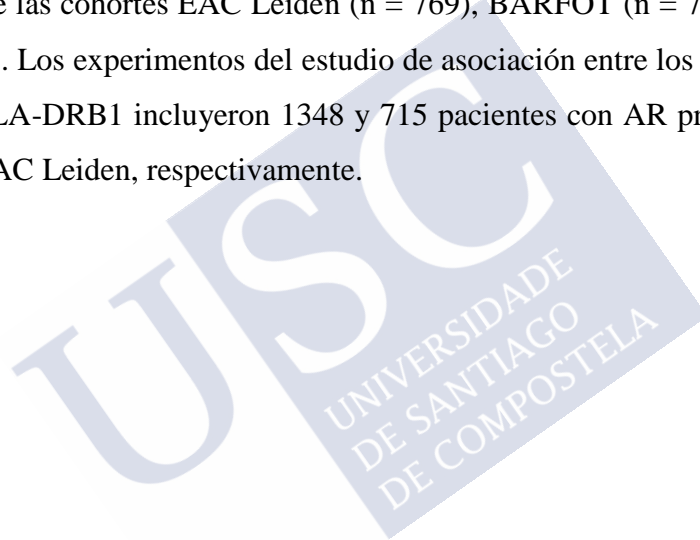 e las cohortes EAC Leiden (n = 769), BARFOT (n = 7
. Los experimentos del estudio de asociación entre los
LA-DRB1 incluyeron 1348 y 715 pacientes con AR pr
AC Leiden, respectivamente.
USC
UNIVERSIDADE
DE SANTIAGO
DE COMPOSTELA